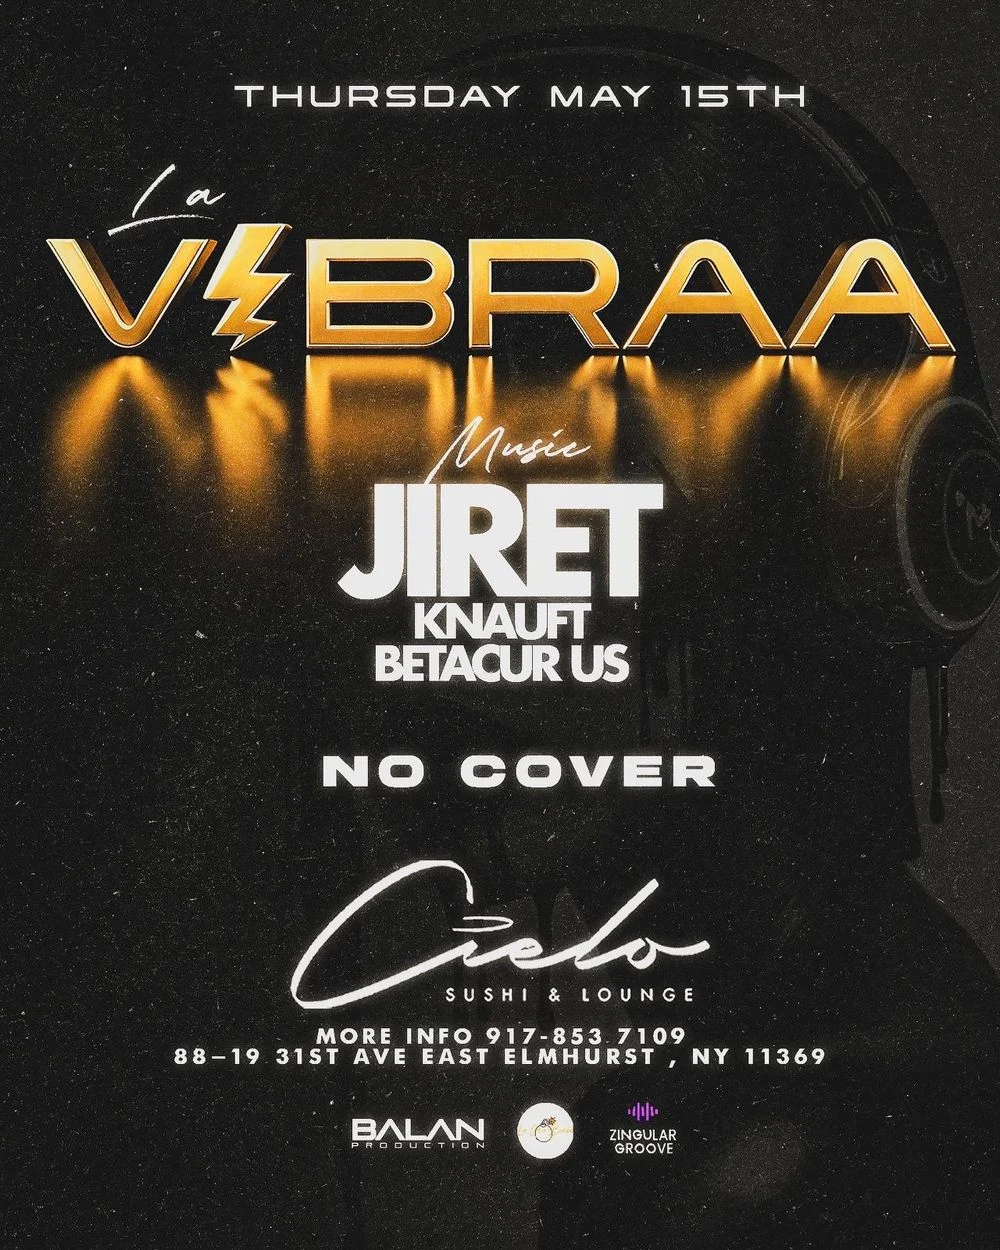 THURSDAY MAY 15TH
La
VIBRAA
Music
JIRET
KNAUFT
BETACUR US
NO COVER
Cielo
SUSHI & LOUNGE
MORE INFO 917-853 7109
88-19 31ST AVE EAST ELMHURST , NY 11369
BALAN
PRODUCTION
ZINGULAR
GROOVE